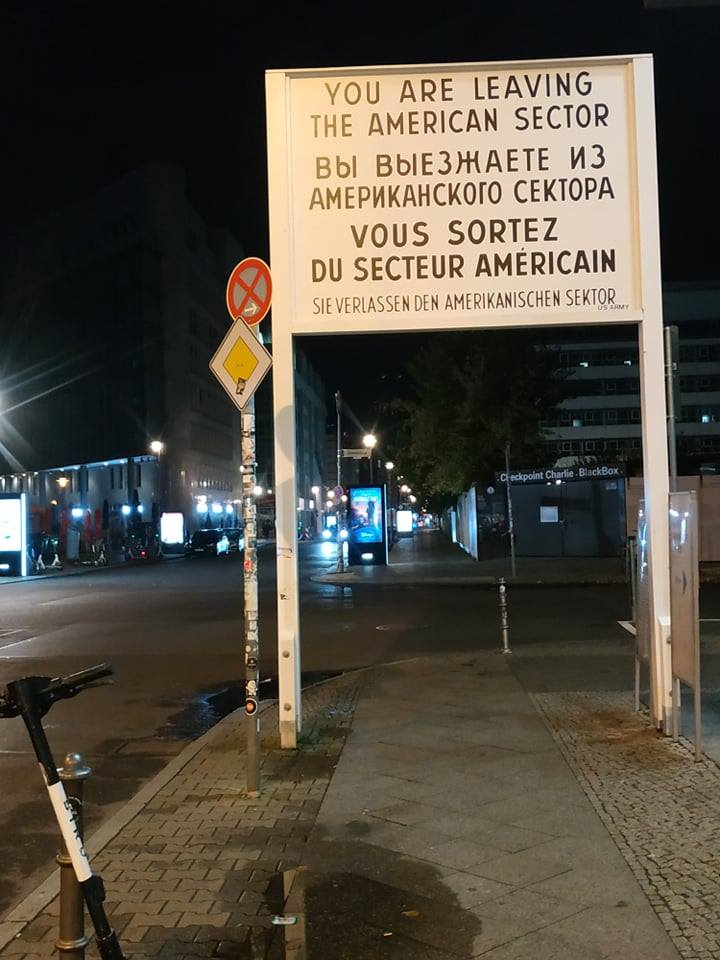 YOU ARE LEAVING
THE AMERICAN SECTOR
ВЫ ВЫЕЗЖАЕТЕ ИЗ
АМЕРИКАНСКОГО СЕКТОРА
VOUS SORTEZ
DU SECTEUR AMÉRICAIN
SIE VERLASSEN DEN AMERIKANISCHEN SEKTOR
US ARMY
Checkpoint Charlie . BlackBox .